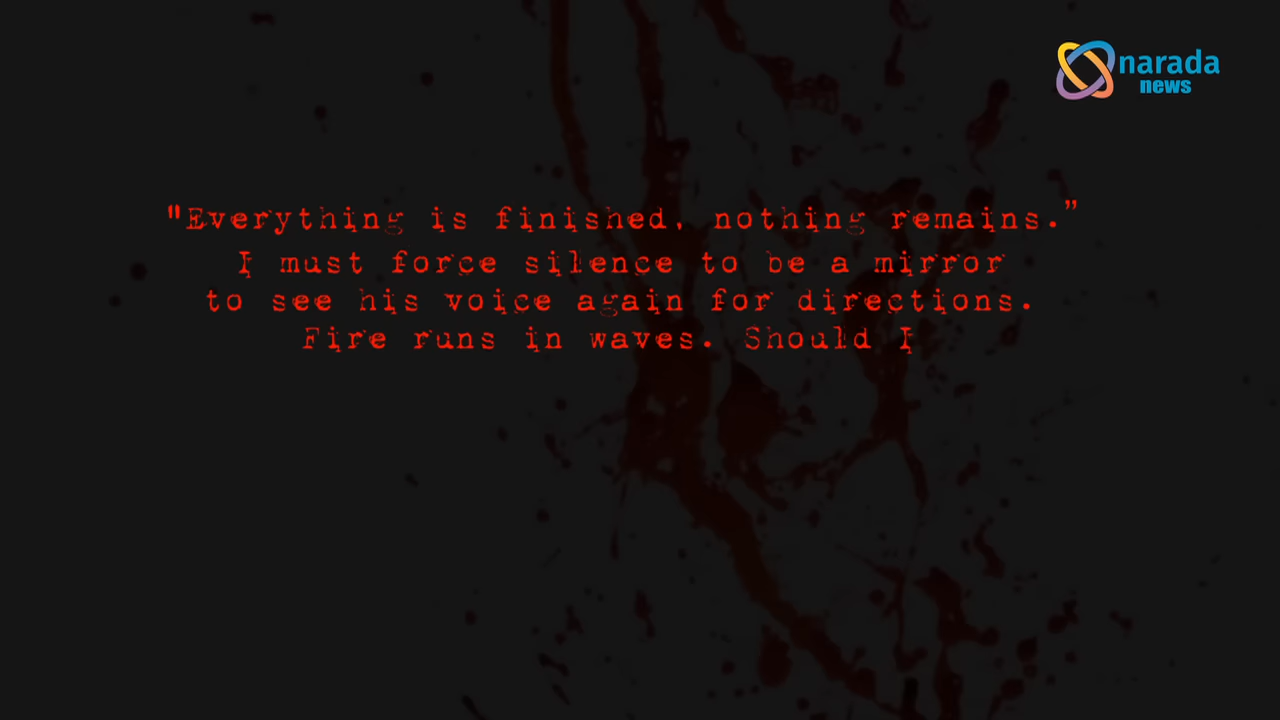 narada
news
"Everything is finished, nothing remains.”
I must force silence to be a mirror
to see his voice again for directions.
Fire runs in waves. Should I